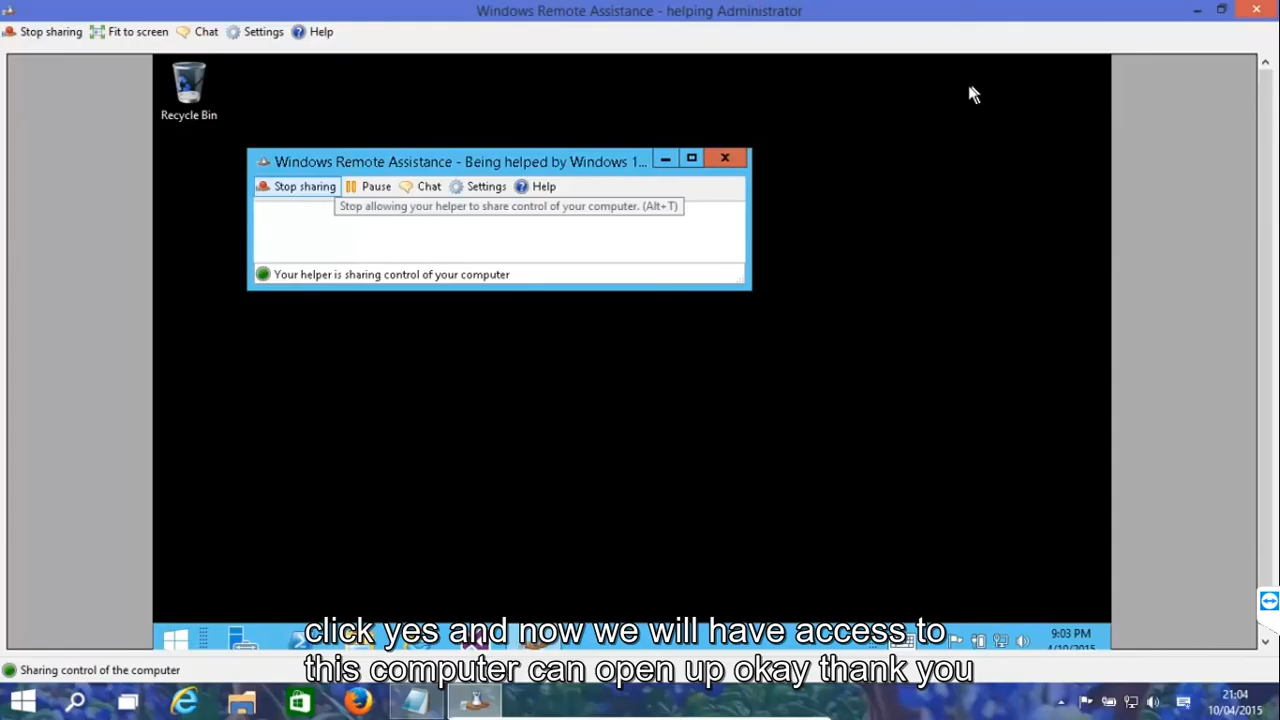 Windows Remote Assistance - helping Administrator
Stop sharing Fit to screen Chat Settings Help
Recycle Bin
Windows Remote Assistance - Being helped by Windows 1...
Stop sharing Pause Chat Settings Help
Stop allowing your helper to share control of your computer. (Alt+T)
Your helper is sharing control of your computer
click yes and now we will have access to
this computer can open up okay thank you
9:03 PM
4/10/2015
Sharing control of the computer
21:04
10/04/2015